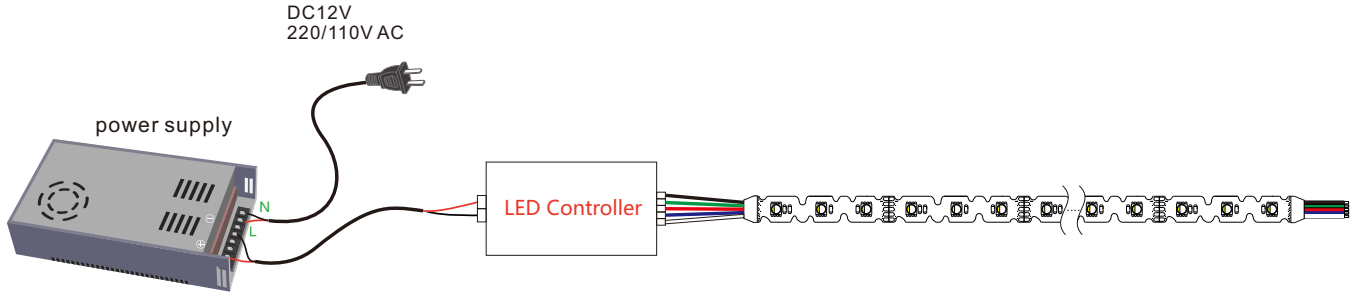 DC12V
220/110V AC
power supply
N
L
LED Controller